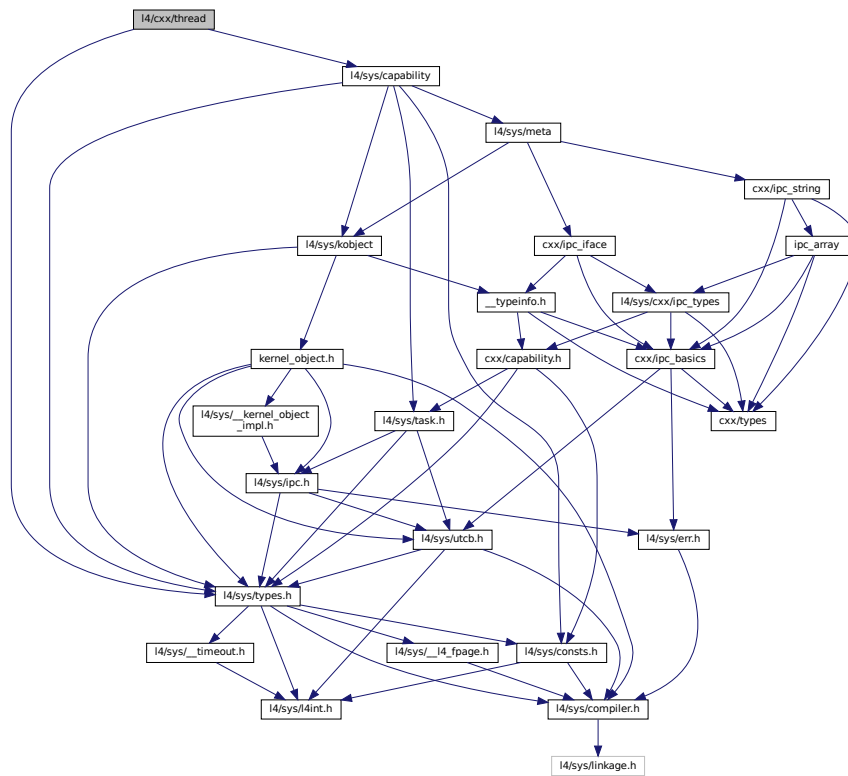 l4/cxx/thread
l4/sys/capability
l4/sys/meta
cxx/ipc_string
l4/sys/kobject
cxx/ipc_iface
ipc_array
__typeinfo.h
l4/sys/cxx/ipc_types
kernel_object.h
cxx/capability.h
cxx/ipc_basics
l4/sys/__kernel_object
_impl.h
l4/sys/task.h
cxx/types
l4/sys/ipc.h
l4/sys/utcb.h
l4/sys/err.h
l4/sys/types.h
l4/sys/__timeout.h
l4/sys/__l4_fpage.h
l4/sys/consts.h
l4/sys/l4int.h
l4/sys/compiler.h
l4/sys/linkage.h